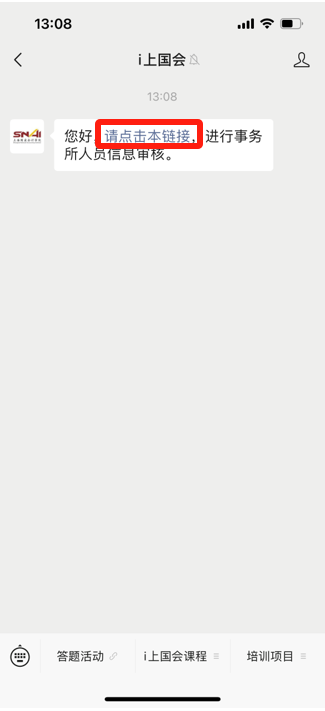 13:08
i上国会
13:08
SNAI
您好，请点击本链接，进行事务
所人员信息审核。
答题活动
i上国会课程
培训项目